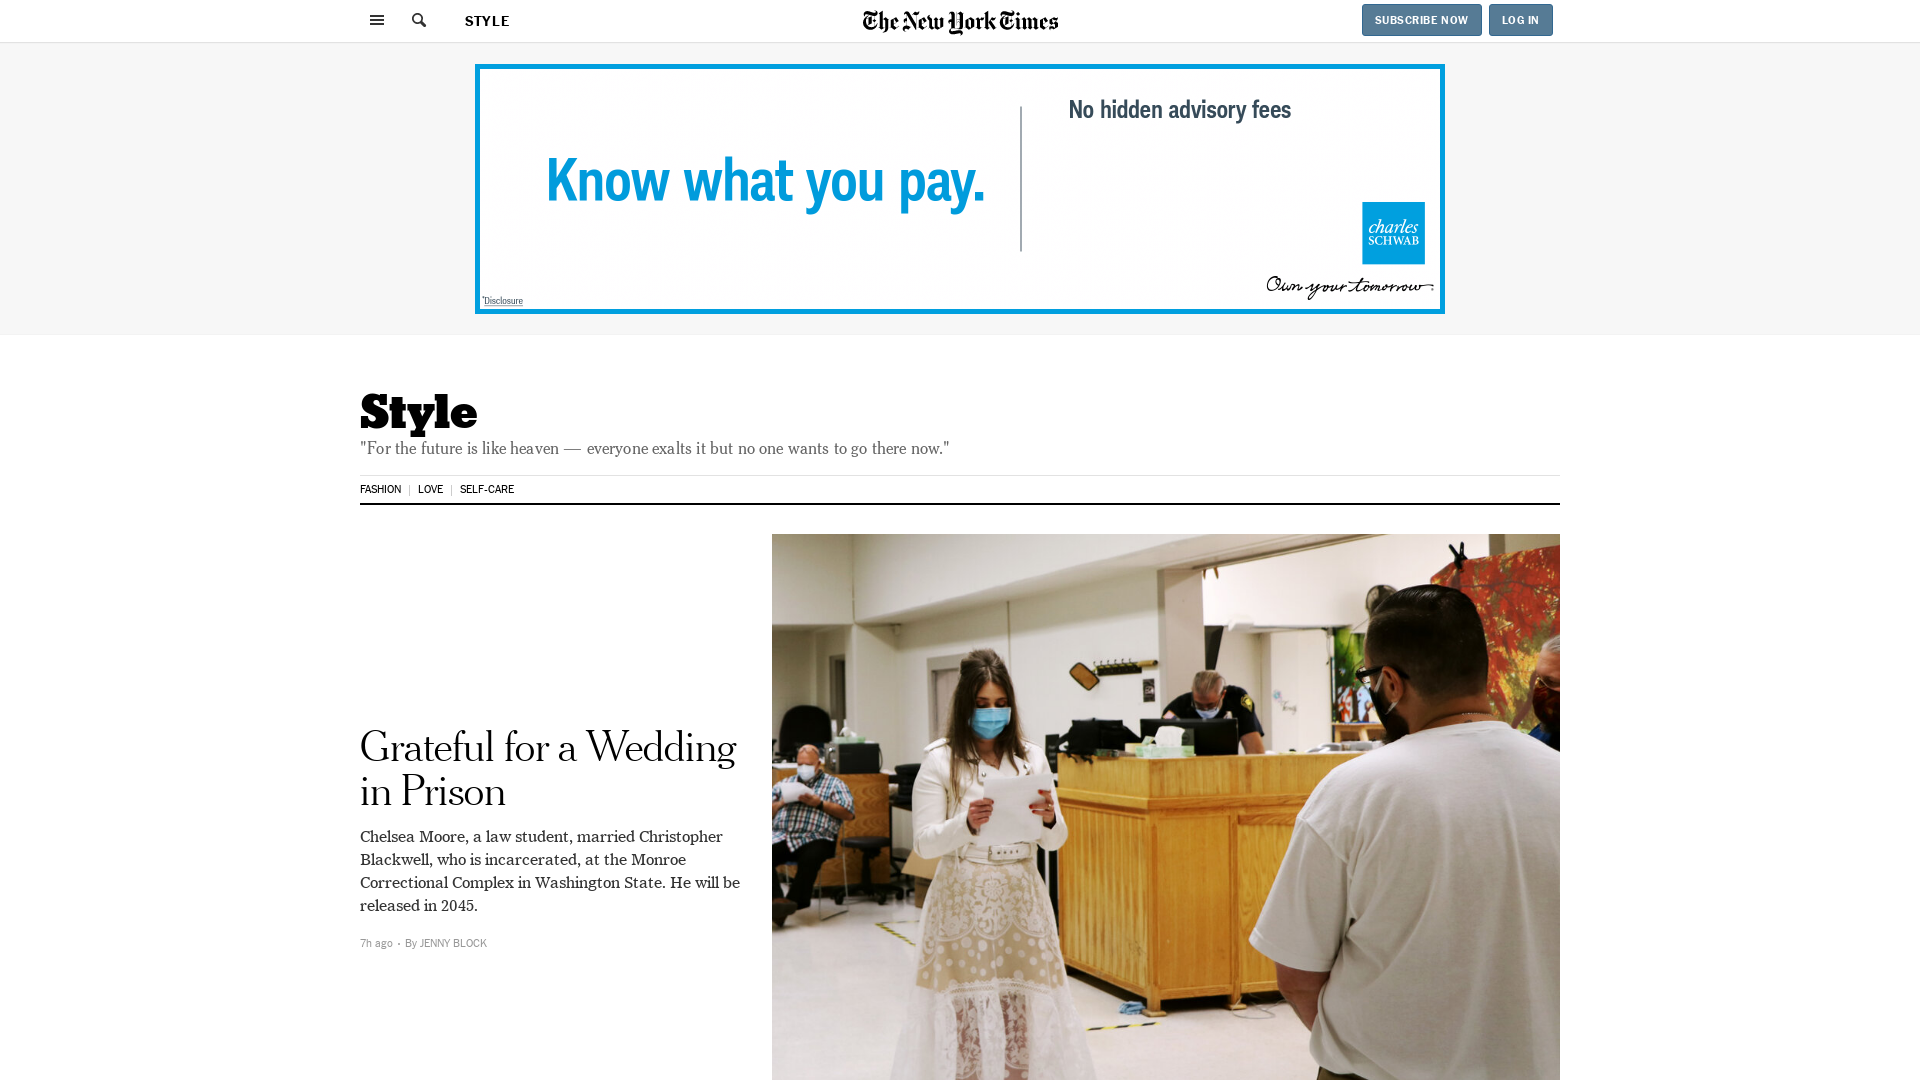 STYLE
The New York Times
SUBSCRIBE NOW
LOG IN
No hidden advisory fees
Know what you pay.
charles
SCHWAB
Own your tomorrow
*Disclosure
Style
"For the future is like heaven — everyone exalts it but no one wants to go there now."
FASHION
LOVE
SELF-CARE
Grateful for a Wedding
in Prison
Chelsea Moore, a law student, married Christopher
Blackwell, who is incarcerated, at the Monroe
Correctional Complex in Washington State. He will be
released in 2045.
7h ago • By JENNY BLOCK